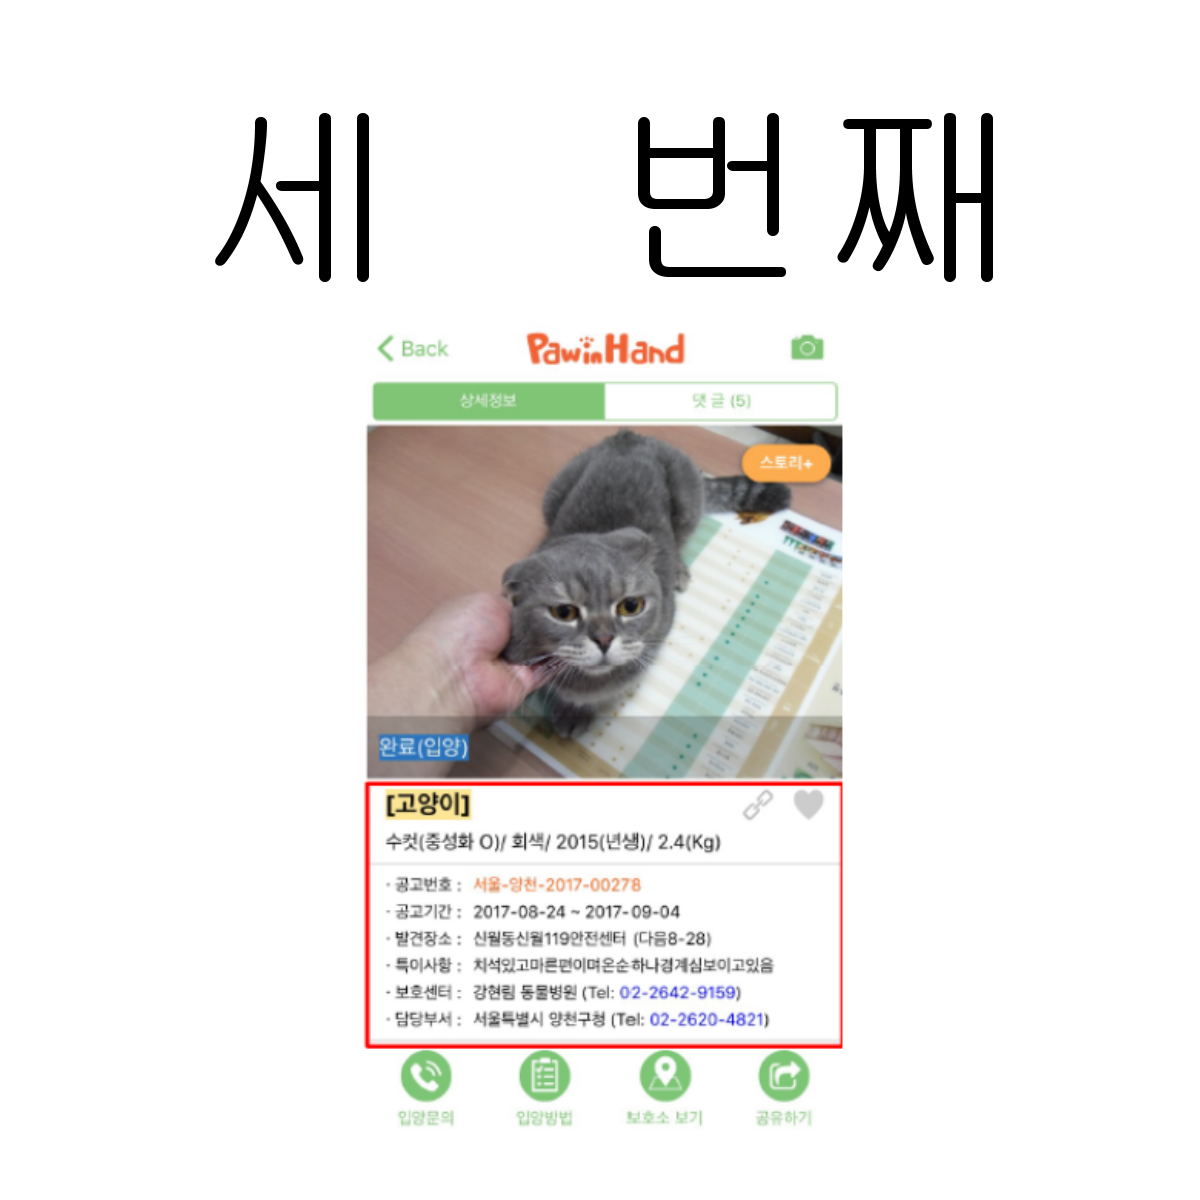 세 번째
Back
PawinHand
상세정보
댓글 (5)
스토리+
완료(입양)
[고양이]
수컷(중성화 O)/ 회색/ 2015(년생)/ 2.4(Kg)
· 공고번호 : 서울-양천-2017-00278
· 공고기간 : 2017-08-24 ~ 2017-09-04
· 발견장소 : 신월동신월119안전센터 (다음8-28)
· 특이사항 : 치석있고마른편이며온순하나경계심보이고있음
· 보호센터 : 강현림 동물병원 (Tel: 02-2642-9159)
· 담당부서 : 서울특별시 양천구청 (Tel: 02-2620-4821)
입양문의
입양방법
보호소 보기
공유하기